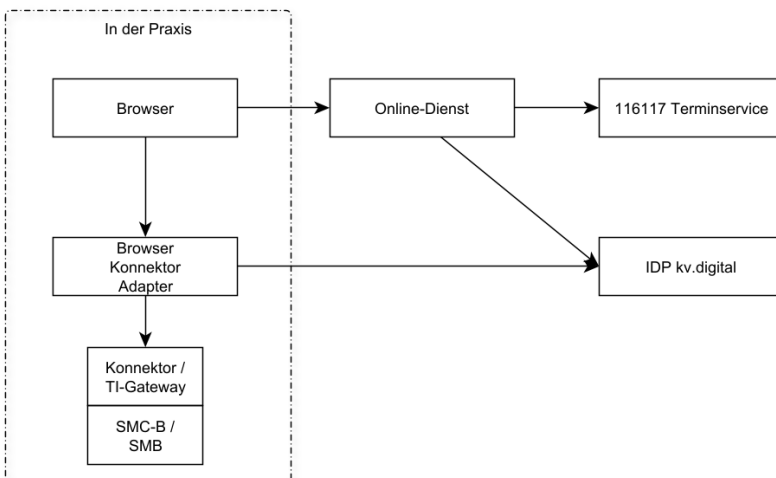 In der Praxis
Browser
Online-Dienst
116117 Terminservice
Browser
Konnektor
Adapter
IDP kv.digital
Konnektor /
TI-Gateway
SMC-B /
SMB